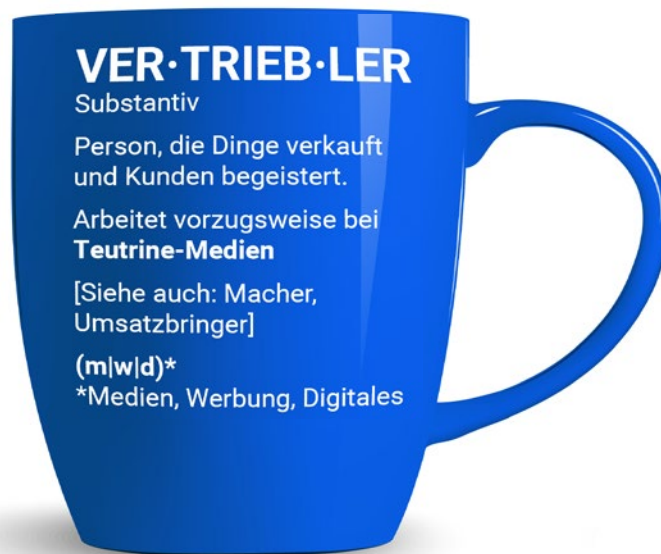 VER·TRIEB·LER
Substantiv
Person, die Dinge verkauft
und Kunden begeistert.
Arbeitet vorzugsweise bei
Teutrine-Medien
[Siehe auch: Macher,
Umsatzbringer]
(m|w|d)*
*Medien, Werbung, Digitales